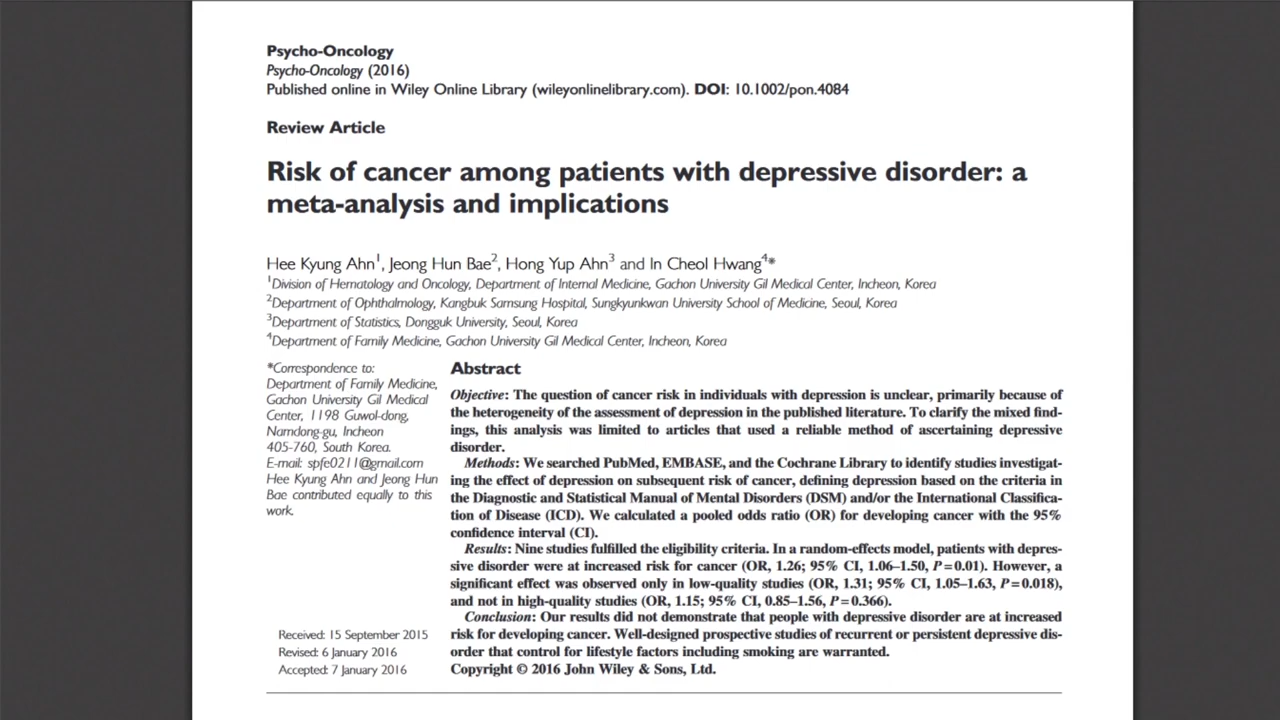 Psycho-Oncology
Psycho-Oncology (2016)
Published online in Wiley Online Library (wileyonlinelibrary.com). DOI: 10.1002/pon.4084
Review Article
Risk of cancer among patients with depressive disorder: a
meta-analysis and implications
Hee Kyung Ahn1, Jeong Hun Bae2, Hong Yup Ahn3 and In Cheol Hwang4*
1Division of Hematology and Oncology, Department of Internal Medicine, Gachon University Gil Medical Center, Incheon, Korea
2Department of Ophthalmology, Kangbuk Samsung Hospital, Sungkyunkwan University School of Medicine, Seoul, Korea
3Department of Statistics, Dongguk University, Seoul, Korea
4Department of Family Medicine, Gachon University Gil Medical Center, Incheon, Korea
*Correspondence to:
Department of Family Medicine,
Gachon University Gil Medical
Center, 1198 Guwol-dong,
Namdong-gu, Incheon
405-760, South Korea.
E-mail: spfe0211@gmail.com
Hee Kyung Ahn and Jeong Hun
Bae contributed equally to this
work.
Received: 15 September 2015
Revised: 6 January 2016
Accepted: 7 January 2016
Abstract
Objective: The question of cancer risk in individuals with depression is unclear, primarily because of
the heterogeneity of the assessment of depression in the published literature. To clarify the mixed find-
ings, this analysis was limited to articles that used a reliable method of ascertaining depressive
disorder.
Methods: We searched PubMed, EMBASE, and the Cochrane Library to identify studies investigat-
ing the effect of depression on subsequent risk of cancer, defining depression based on the criteria in
the Diagnostic and Statistical Manual of Mental Disorders (DSM) and/or the International Classifica-
tion of Disease (ICD). We calculated a pooled odds ratio (OR) for developing cancer with the 95%
confidence interval (CI).
Results: Nine studies fulfilled the eligibility criteria. In a random-effects model, patients with depres-
sive disorder were at increased risk for cancer (OR, 1.26; 95% CI, 1.06–1.50, P = 0.01). However, a
significant effect was observed only in low-quality studies (OR, 1.31; 95% CI, 1.05–1.63, P = 0.018),
and not in high-quality studies (OR, 1.15; 95% CI, 0.85–1.56, P = 0.366).
Conclusion: Our results did not demonstrate that people with depressive disorder are at increased
risk for developing cancer. Well-designed prospective studies of recurrent or persistent depressive dis-
order that control for lifestyle factors including smoking are warranted.
Copyright © 2016 John Wiley & Sons, Ltd.